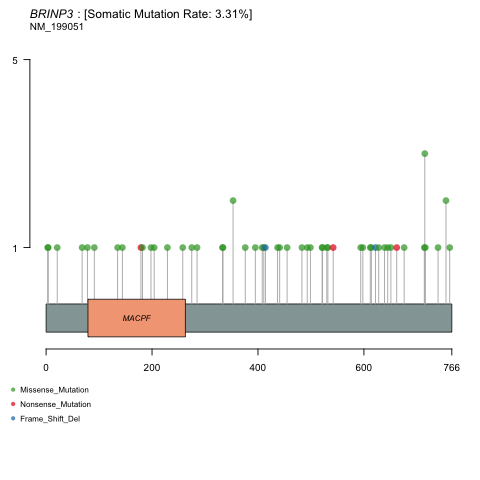 BRINP3 : [Somatic Mutation Rate: 3.31%]
NM_199051
5
1
MACPF
0 200 400 600 766
Missense_Mutation
Nonsense_Mutation
Frame_Shift_Del